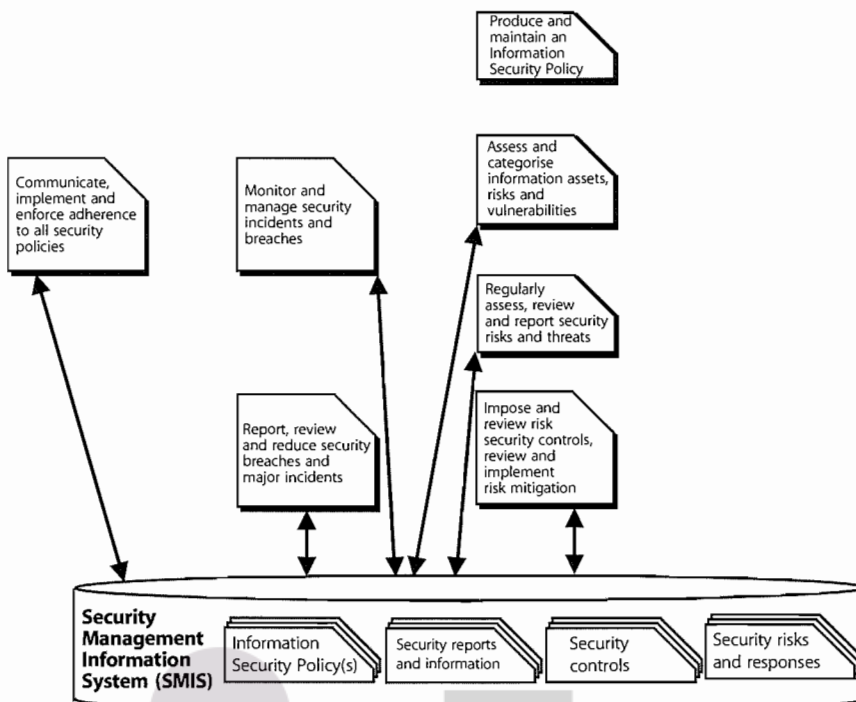 Produce and
maintain an
Information
Security Policy
Communicate,
implement and
enforce adherence
to all security
policies
Monitor and
manage security
incidents and
breaches
Assess and
categorise
information assets,
risks and
vulnerabilities
Regularly
assess, review
and report security
risks and threats
Report, review
and reduce security
breaches and
major incidents
Impose and
review risk
security controls,
review and
implement
risk mitigation
Security
Management
Information
System (SMIS)
Information
Security Policy(s)
Security reports
and information
Security
controls
Security risks
and responses